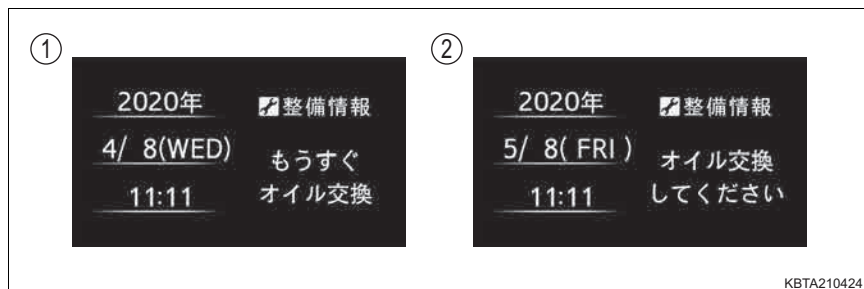 ①
2020年
4/ 8(WED)
11:11
整備情報
もうすぐ
オイル交換
②
2020年
5/ 8( FRI )
11:11
整備情報
オイル交換
してください
KBTA210424